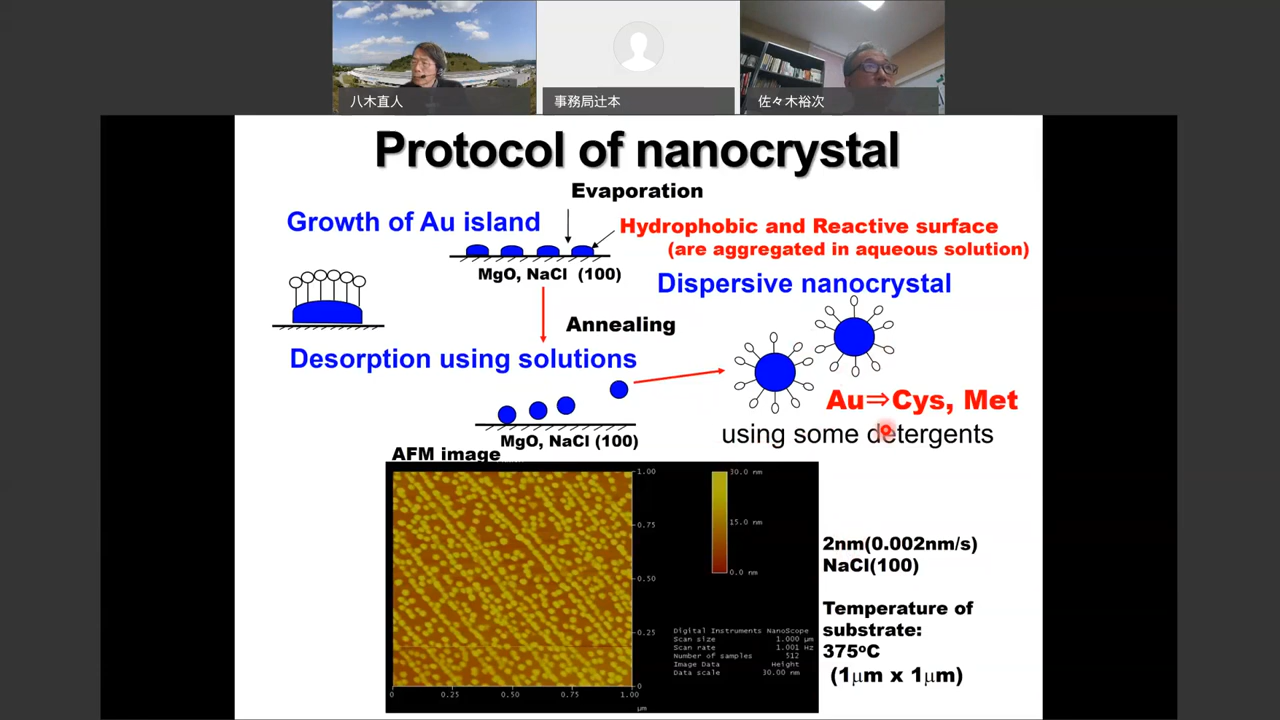 八木直人
事務局辻本
佐々木裕次
Protocol of nanocrystal
Evaporation
Growth of Au island
Hydrophobic and Reactive surface
(are aggregated in aqueous solution)
MgO, NaCl (100)
Dispersive nanocrystal
Annealing
Desorption using solutions
Au⇒Cys, Met
using some detergents
MgO, NaCl (100)
AFM image
1.00
0.75
0.50
0.25
0
0
0.25
0.50
0.75
1.00
µm
30.0 nm
15.0 nm
0.0 nm
Digital Instruments NanoScope
Scan size 1.000 µm
Scan rate 1.001 Hz
Number of samples 512
Image Data Height
Data scale 30.00 nm
2nm(0.002nm/s)
NaCl(100)
Temperature of
substrate:
375ºC
(1µm x 1µm)